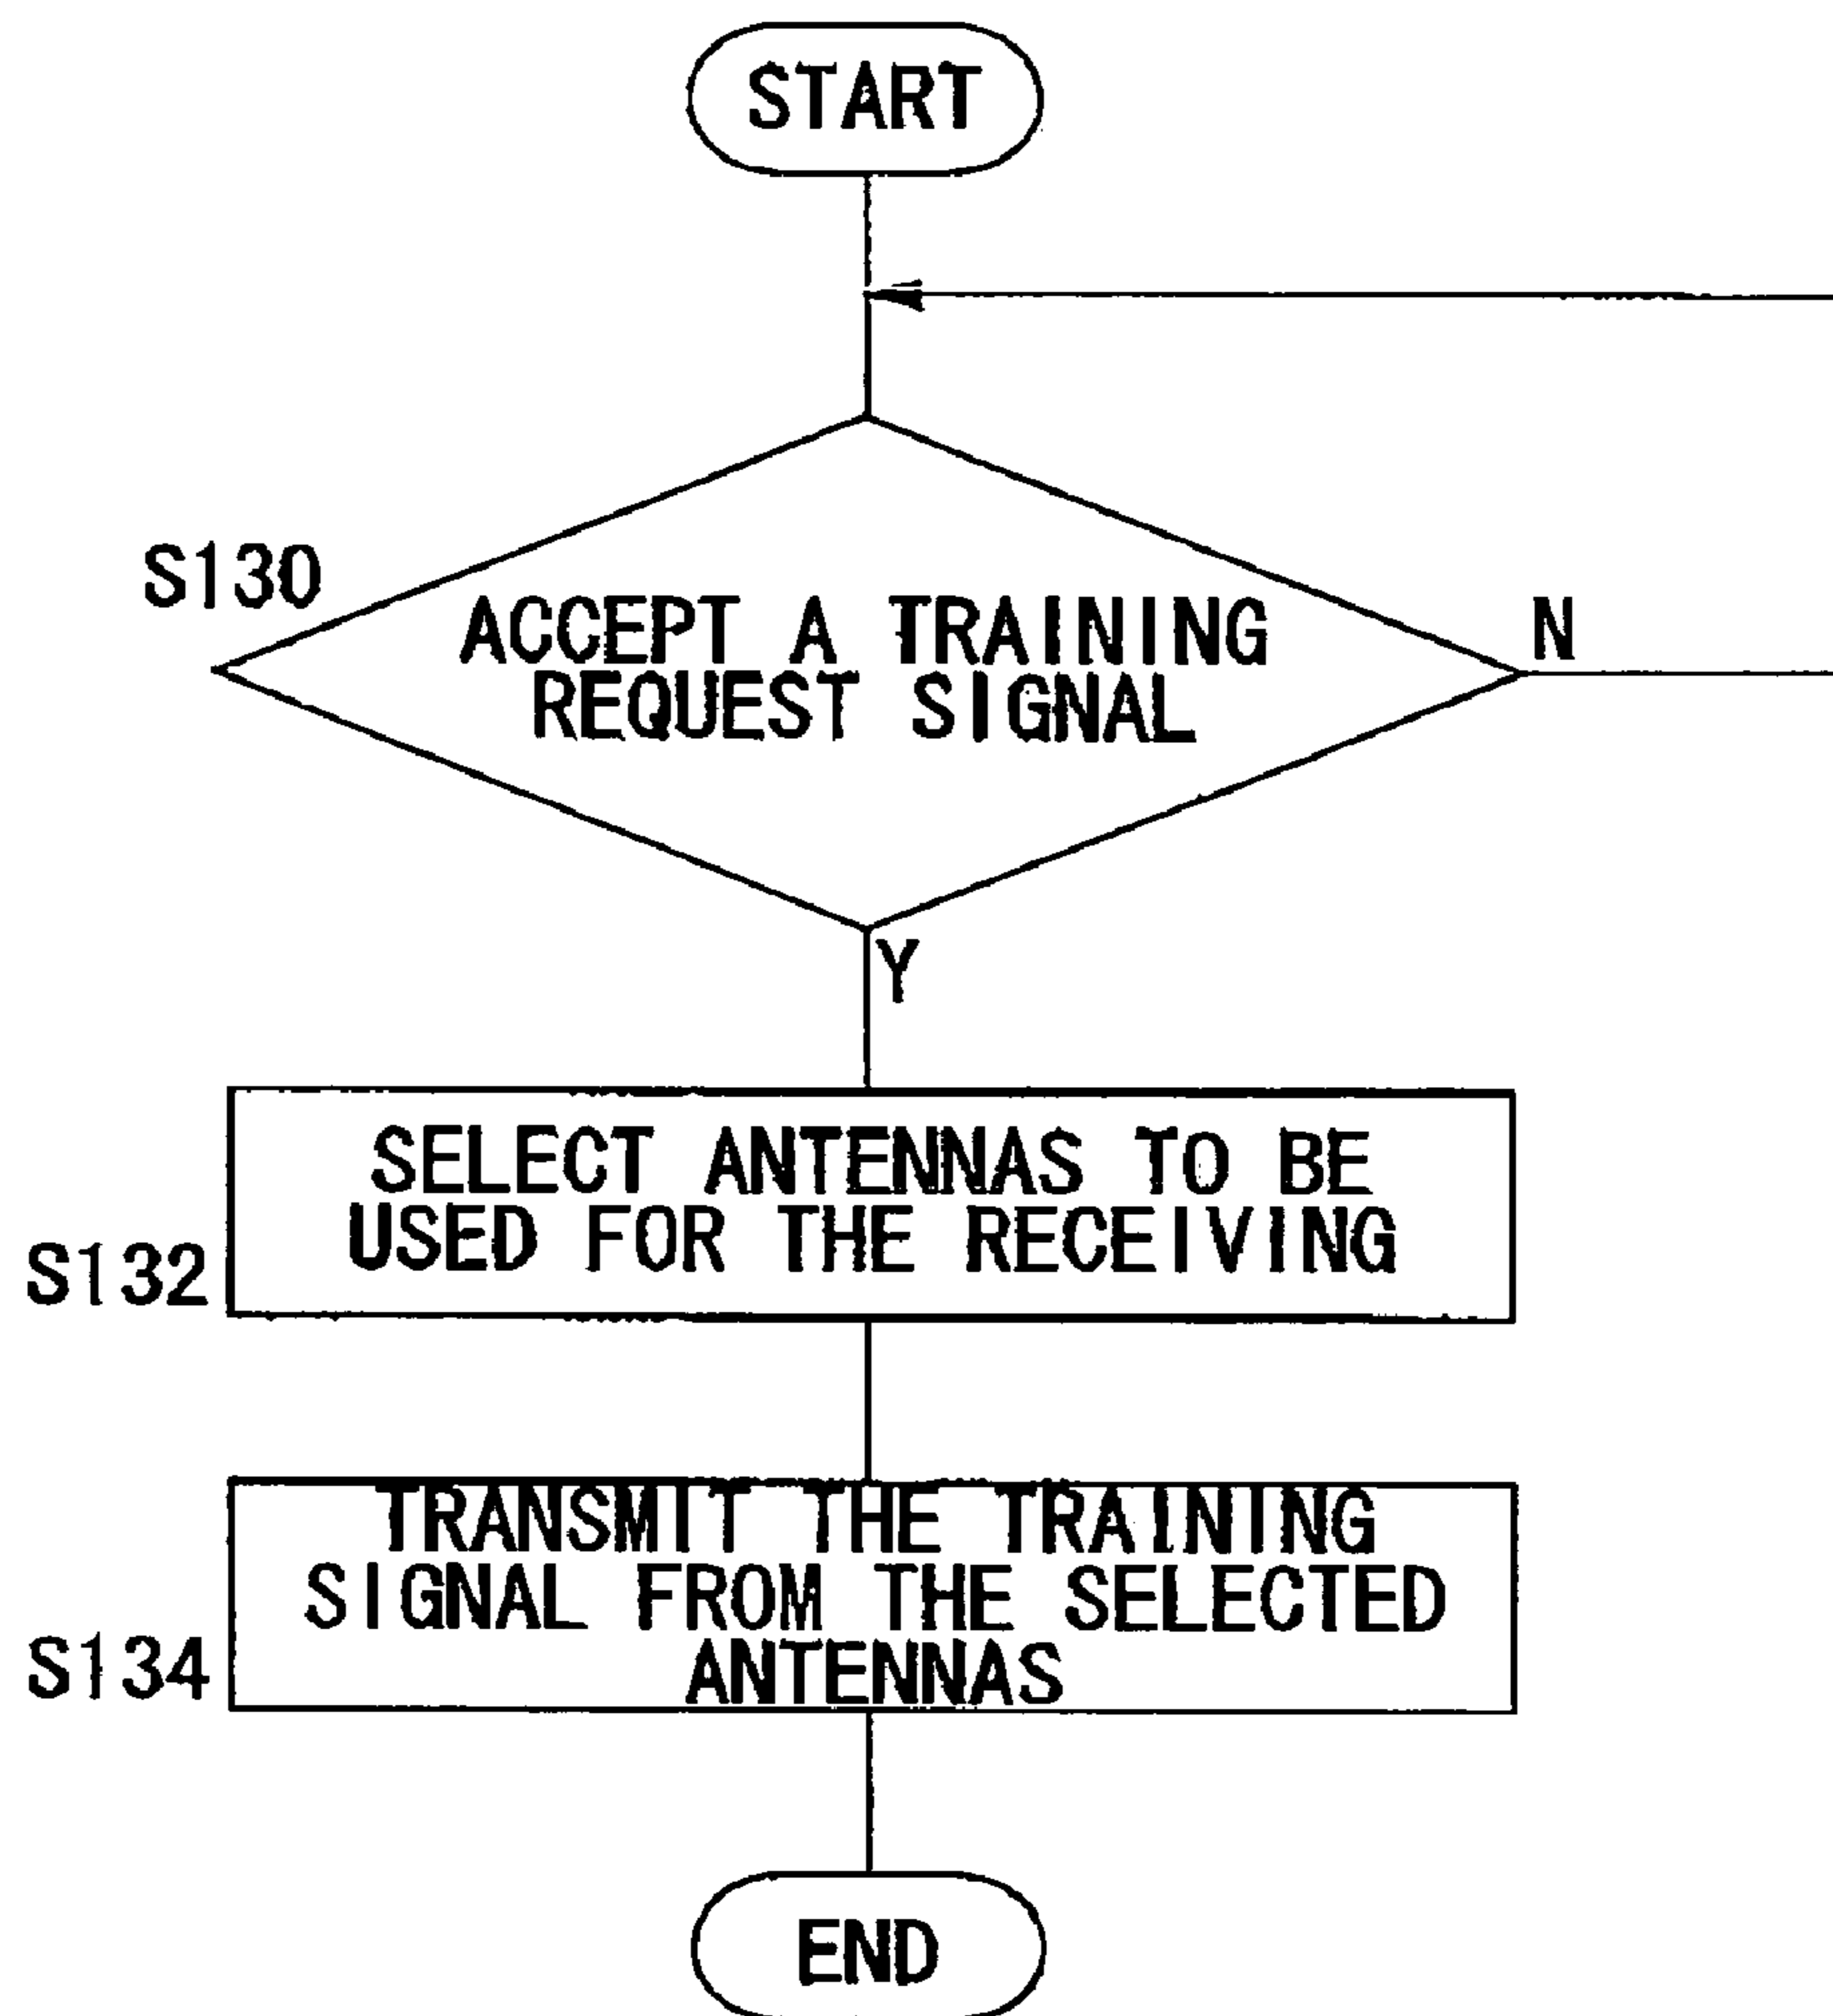 START
S130
ACCEPT A TRAINING
REQUEST SIGNAL
N
Y
SELECT ANTENNAS TO BE
USED FOR THE RECEIVING
S132
TRANSMIT THE TRAINING
SIGNAL FROM THE SELECTED
ANTENNAS
S134
END